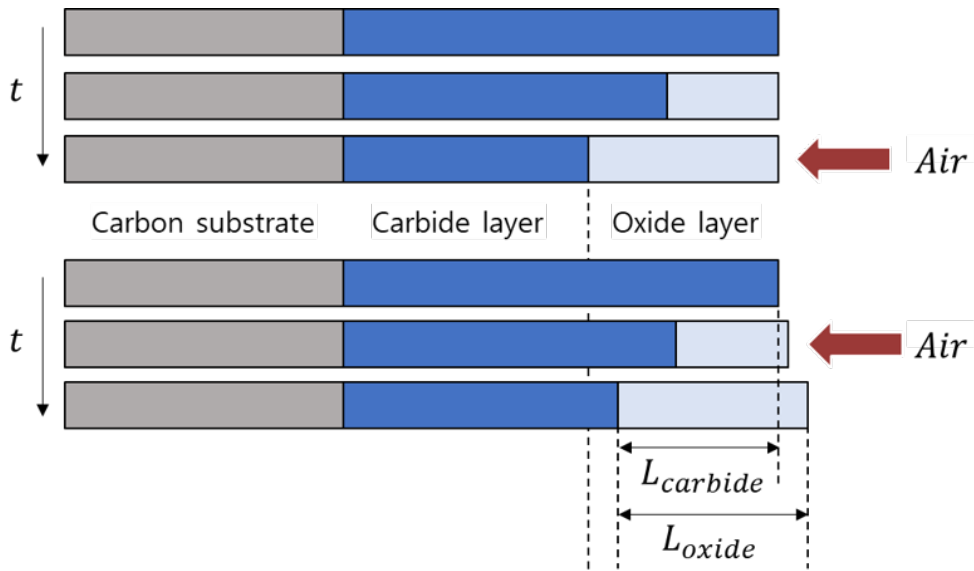 t
Air
Carbon substrate Carbide layer Oxide layer
t
Air
L_carbide
L_oxide